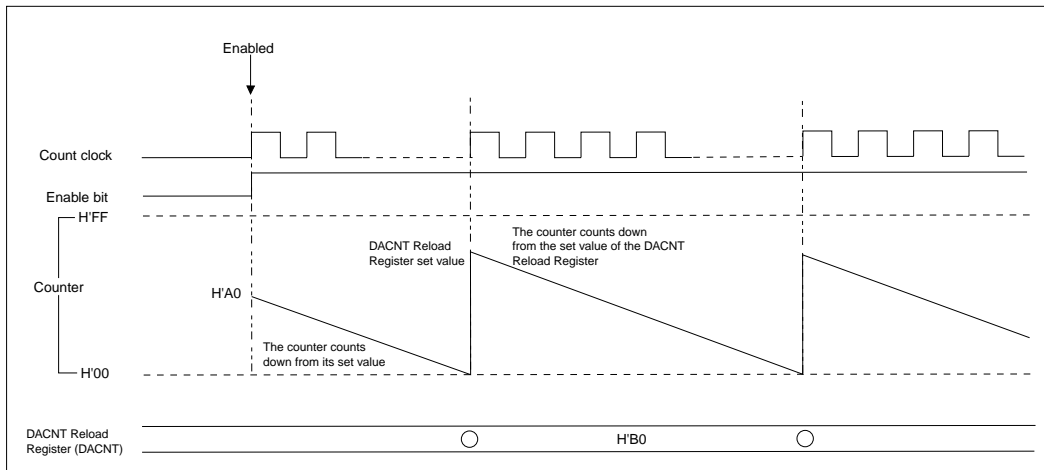 Enabled
Count clock
Enable bit
H'FF
The counter counts down
from the set value of the DACNT
Reload Register
DACNT Reload
Register set value
Counter
H'A0
The counter counts
down from its set value
H'00
DACNT Reload
Register (DACNT)
H'B0